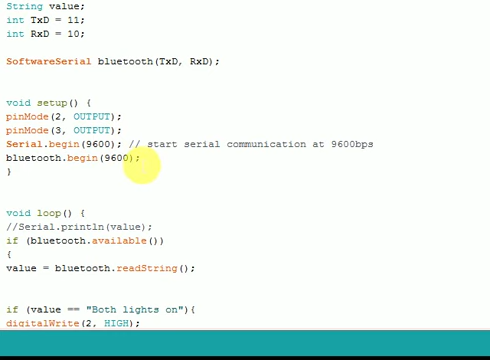 String value;
int TxD = 11;
int RxD = 10;
SoftwareSerial bluetooth(TxD, RxD);
void setup() {
pinMode(2, OUTPUT);
pinMode(3, OUTPUT);
Serial.begin(9600); // start serial communication at 9600bps
bluetooth.begin(9600);
}
void loop() {
//Serial.println(value);
if (bluetooth.available())
{
value = bluetooth.readString();
if (value == "Both lights on"){
digitalWrite(2, HIGH);